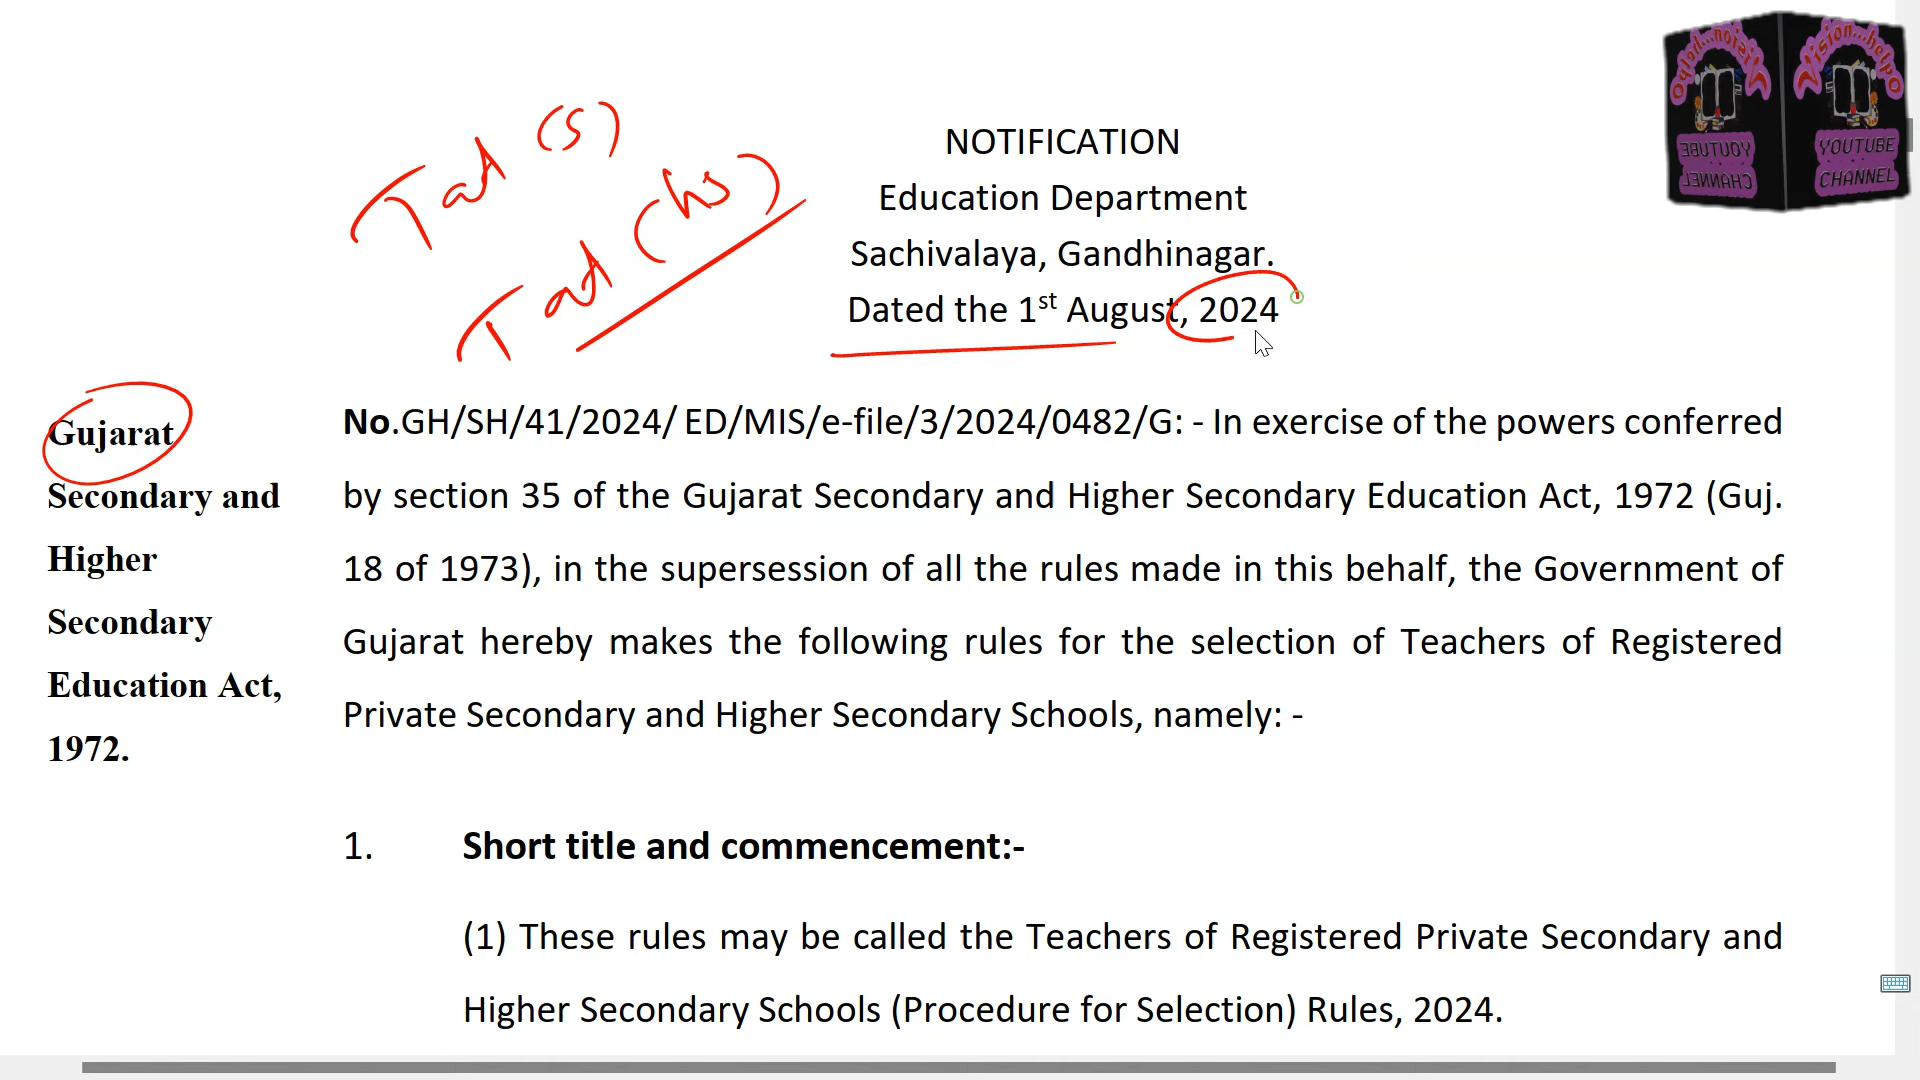 Tat (S)
Tat (hs)
NOTIFICATION
Education Department
Sachivalaya, Gandhinagar.
Dated the 1st August, 2024
Gujarat
Secondary and
Higher
Secondary
Education Act,
1972.
No.GH/SH/41/2024/ ED/MIS/e-file/3/2024/0482/G: - In exercise of the powers conferred
by section 35 of the Gujarat Secondary and Higher Secondary Education Act, 1972 (Guj.
18 of 1973), in the supersession of all the rules made in this behalf, the Government of
Gujarat hereby makes the following rules for the selection of Teachers of Registered
Private Secondary and Higher Secondary Schools, namely: -
1. Short title and commencement:-
(1) These rules may be called the Teachers of Registered Private Secondary and
Higher Secondary Schools (Procedure for Selection) Rules, 2024.
YOUTUBE
CHANNEL